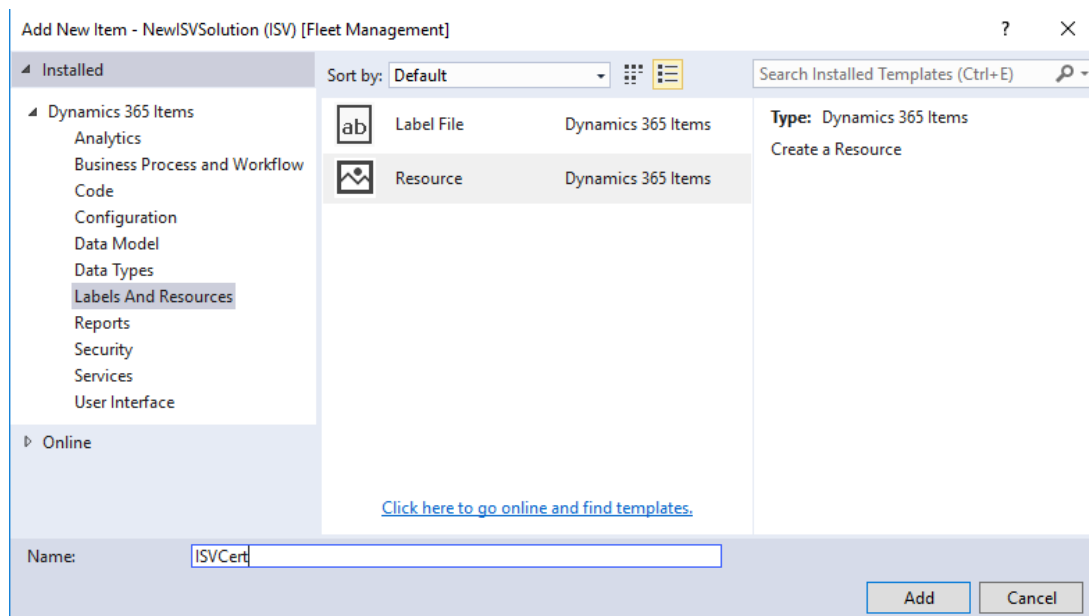 Add New Item - NewISVSolution (ISV) [Fleet Management]
Installed
Sort by: Default
Search Installed Templates (Ctrl+E)
Dynamics 365 Items
Analytics
Business Process and Workflow
Code
Configuration
Data Model
Data Types
Labels And Resources
Reports
Security
Services
User Interface
Online
ab Label File Dynamics 365 Items
Resource Dynamics 365 Items
Click here to go online and find templates.
Type: Dynamics 365 Items
Create a Resource
Name: ISVCert
Add Cancel